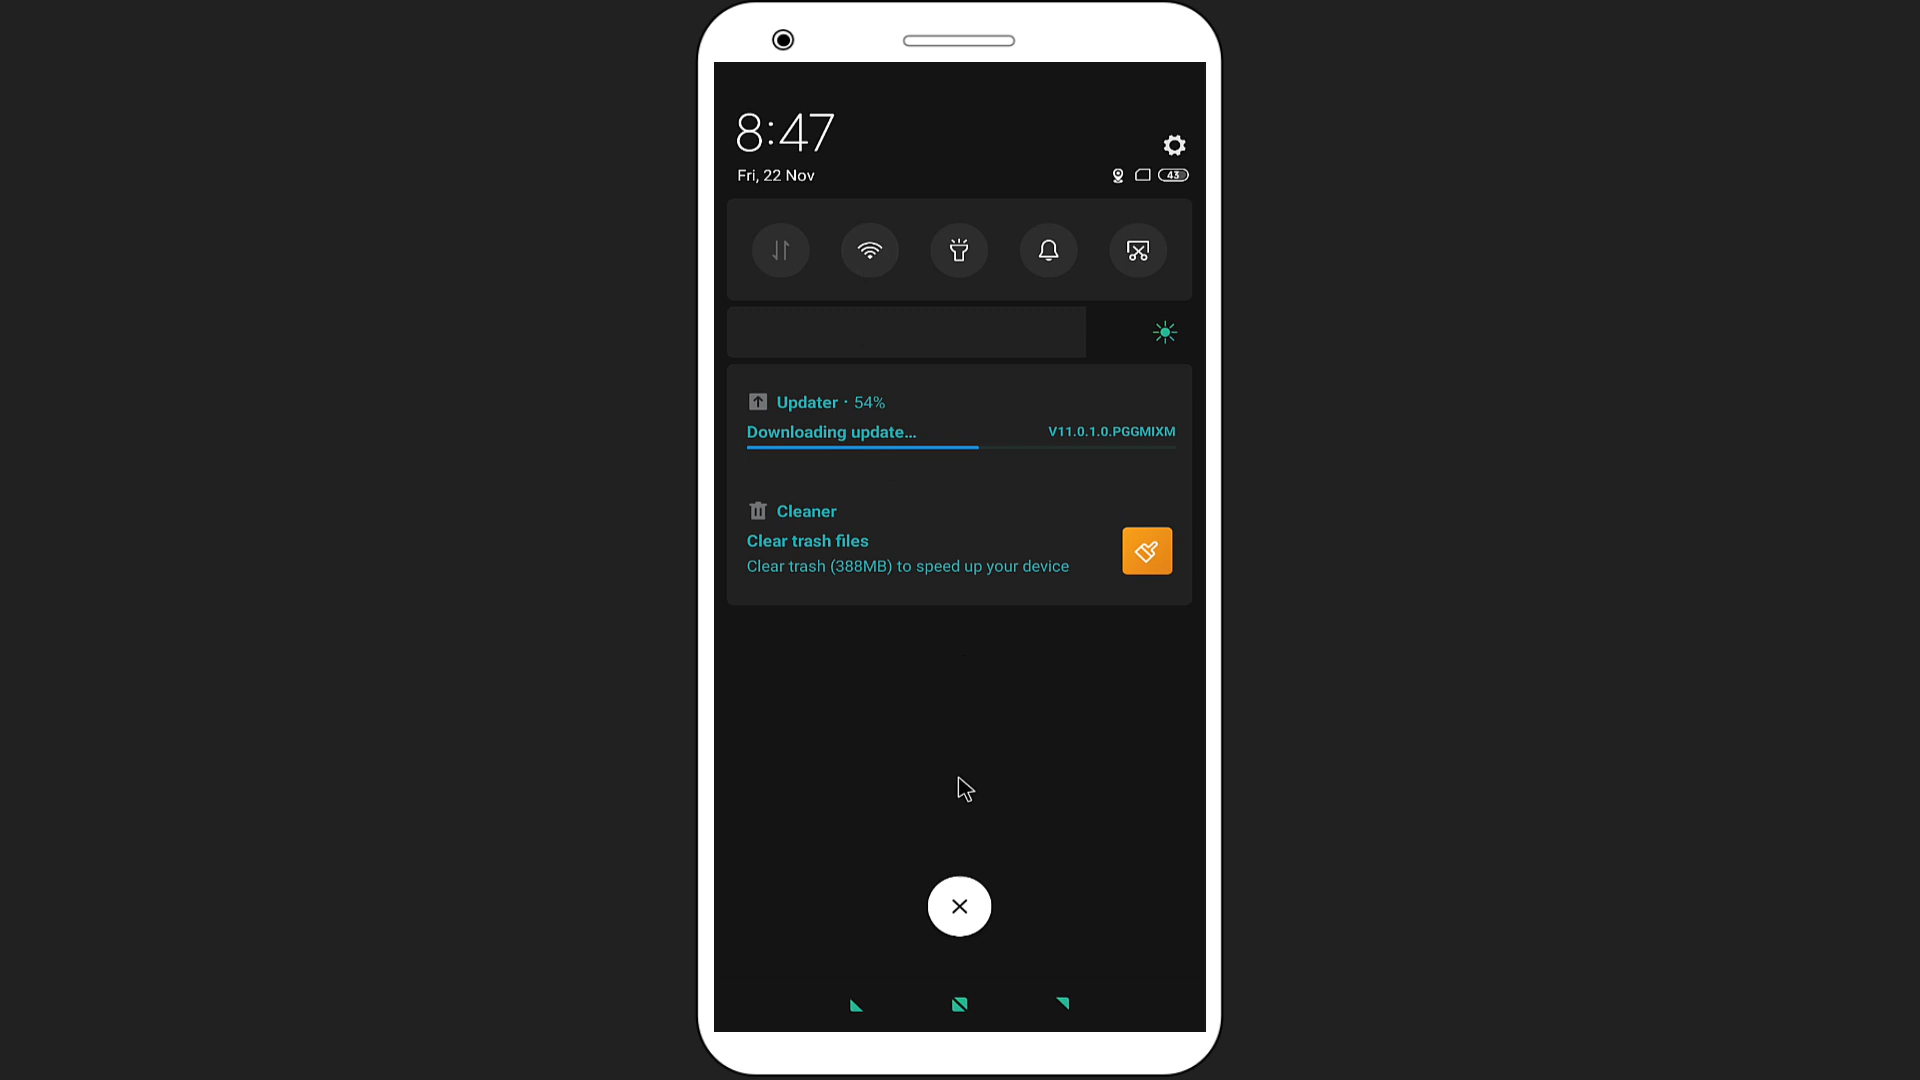 8:47
Fri, 22 Nov
43
Updater · 54%
Downloading update...
V11.0.1.0.PGGMIXM
Cleaner
Clear trash files
Clear trash (388MB) to speed up your device